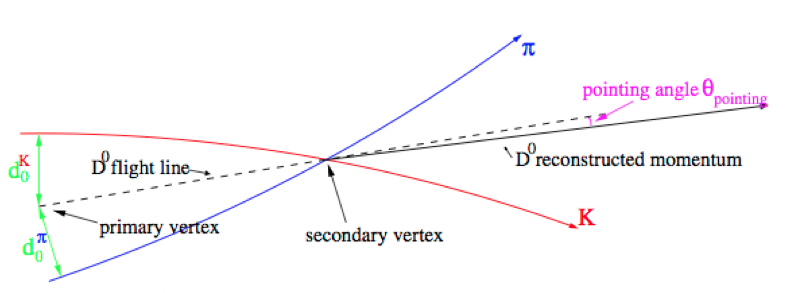 π
pointing angle θpointing
d0K
D0 flight line
D0 reconstructed momentum
primary vertex
K
secondary vertex
d0π